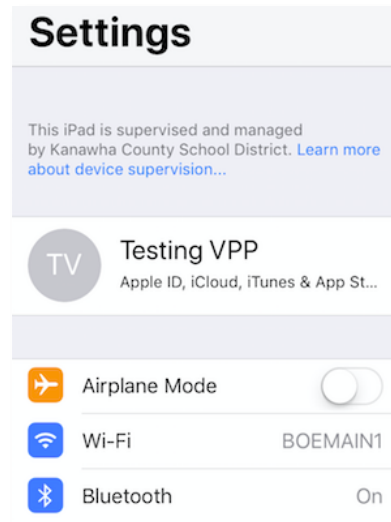 Settings
This iPad is supervised and managed
by Kanawha County School District. Learn more
about device supervision...
TV
Testing VPP
Apple ID, iCloud, iTunes & App St...
Airplane Mode
Wi-Fi BOEMAIN1
Bluetooth On